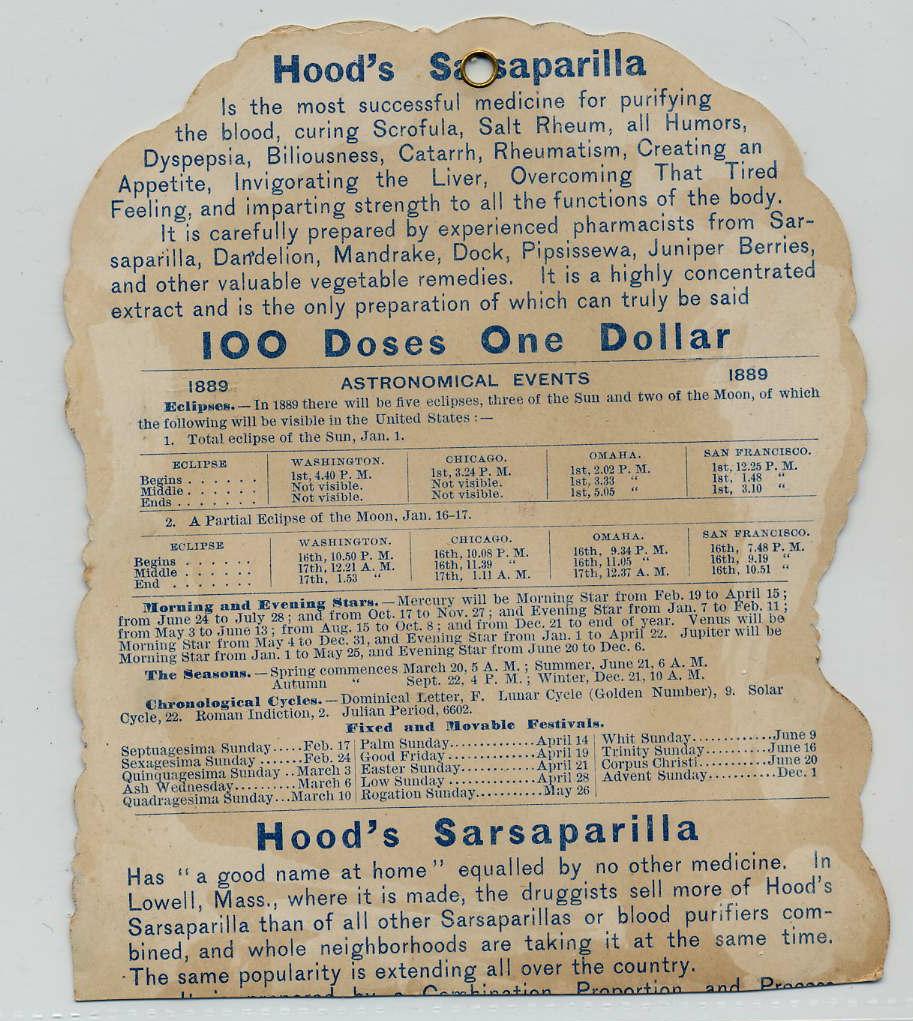 Hood's Sarsaparilla
Is the most successful medicine for purifying
the blood, curing Scrofula, Salt Rheum, all Humors,
Dyspepsia, Biliousness, Catarrh, Rheumatism, Creating an
Appetite, Invigorating the Liver, Overcoming That Tired
Feeling, and imparting strength to all the functions of the body.
It is carefully prepared by experienced pharmacists from Sar-
saparilla, Dandelion, Mandrake, Dock, Pipsissewa, Juniper Berries,
and other valuable vegetable remedies. It is a highly concentrated
extract and is the only preparation of which can truly be said
100 Doses One Dollar
1889 ASTRONOMICAL EVENTS 1889
Eclipses.—In 1889 there will be five eclipses, three of the Sun and two of the Moon, of which
the following will be visible in the United States :—
1. Total eclipse of the Sun, Jan. 1.
ECLIPSE WASHINGTON. CHICAGO. OMAHA. SAN FRANCISCO.
Begins . . . . . . 1st, 4.40 P. M. 1st, 3.24 P. M. 1st, 2.02 P. M. 1st, 12.25 P. M.
Middle . . . . . . Not visible. Not visible. 1st, 3.33 " 1st, 1.48 "
Ends . . . . . . . Not visible. Not visible. 1st, 5.05 " 1st, 3.10 "
2. A Partial Eclipse of the Moon, Jan. 16-17.
ECLIPSE WASHINGTON. CHICAGO. OMAHA. SAN FRANCISCO.
Begins . . . . . . 16th, 10.50 P. M. 16th, 10.08 P. M. 16th, 9.34 P. M. 16th, 7.48 P. M.
Middle . . . . . . 17th, 12.21 A. M. 16th, 11.39 " 16th, 11.05 " 16th, 9.19 "
End . . . . . . . 17th, 1.53 " 17th, 1.11 A. M. 17th, 12.37 A. M. 16th, 10.51 "
Morning and Evening Stars.—Mercury will be Morning Star from Feb. 19 to April 15;
from June 24 to July 28; and from Oct. 17 to Nov. 27; and Evening Star from Jan. 7 to Feb. 11;
from May 3 to June 13; from Aug. 15 to Oct. 8; and from Dec. 21 to end of year. Venus will be
Morning Star from May 4 to Dec. 31, and Evening Star from Jan. 1 to April 22. Jupiter will be
Morning Star from Jan. 1 to May 25, and Evening Star from June 20 to Dec. 6.
The Seasons.—Spring commences March 20, 5 A. M.; Summer, June 21, 6 A. M.
Autumn " Sept. 22, 4 P. M.; Winter, Dec. 21, 10 A. M.
Chronological Cycles.—Dominical Letter, F. Lunar Cycle (Golden Number), 9. Solar
Cycle, 22. Roman Indiction, 2. Julian Period, 6602.
Fixed and Movable Festivals.
Septuagesima Sunday.....Feb. 17 Palm Sunday..............April 14 Whit Sunday............June 9
Sexagesima Sunday ......Feb. 24 Good Friday..............April 19 Trinity Sunday..........June 16
Quinquagesima Sunday ..March 3 Easter Sunday............April 21 Corpus Christi...........June 20
Ash Wednesday.........March 6 Low Sunday..............April 28 Advent Sunday..........Dec. 1
Quadragesima Sunday...March 10 Rogation Sunday..........May 26
Hood's Sarsaparilla
Has "a good name at home" equalled by no other medicine. In
Lowell, Mass., where it is made, the druggists sell more of Hood's
Sarsaparilla than of all other Sarsaparillas or blood purifiers com-
bined, and whole neighborhoods are taking it at the same time.
The same popularity is extending all over the country.
It is prepared by a Combination, Proportion and Process